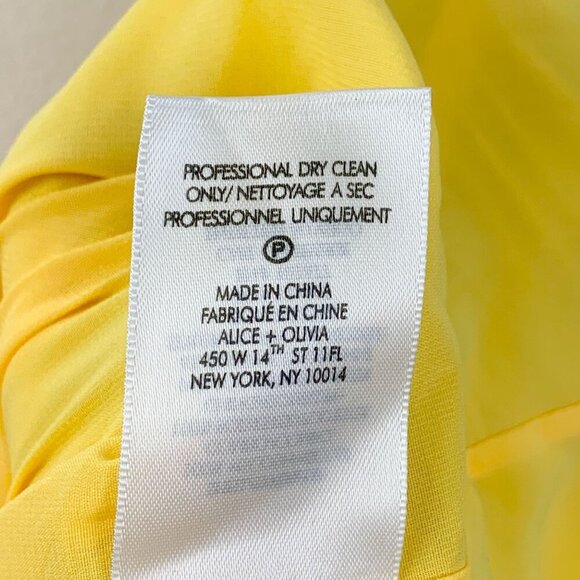 PROFESSIONAL DRY CLEAN
ONLY/ NETTOYAGE A SEC
PROFESSIONNEL UNIQUEMENT
P
MADE IN CHINA
FABRIQUÉ EN CHINE
ALICE + OLIVIA
450 W 14TH ST 11FL
NEW YORK, NY 10014